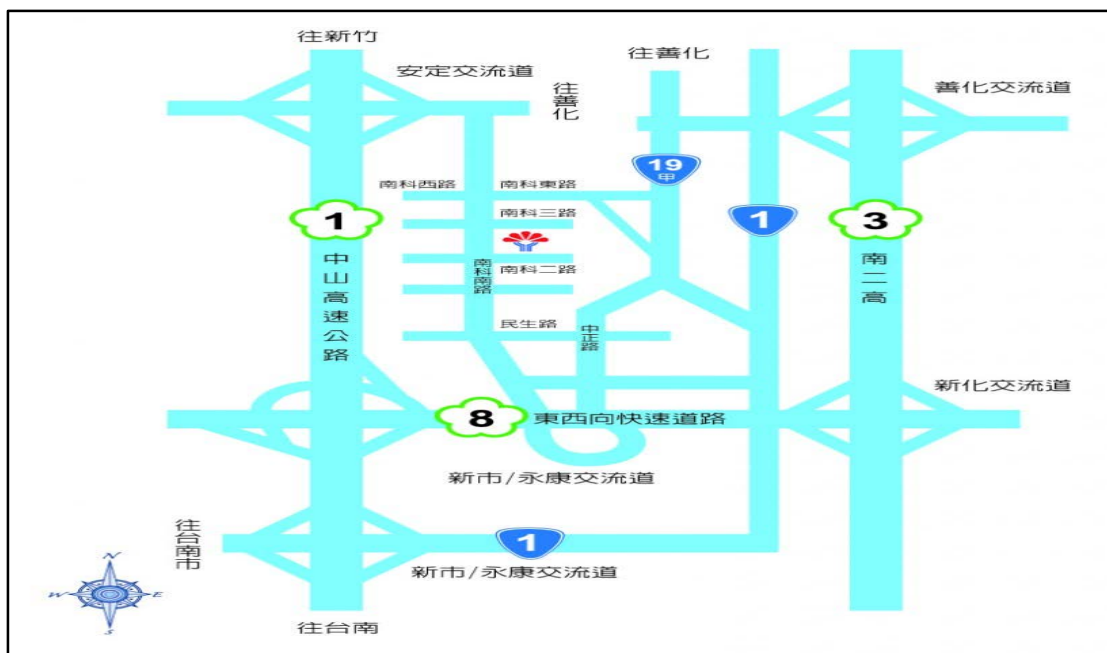 往新竹
安定交流道
往善化
往善化
善化交流道
19
甲
南科西路
南科東路
南科三路
1
1
3
南科二路
南科南路
中山高速公路
南二高
民生路
中正路
新化交流道
8
東西向快速道路
新市/永康交流道
往台南市
1
新市/永康交流道
往台南
N
W
E
S